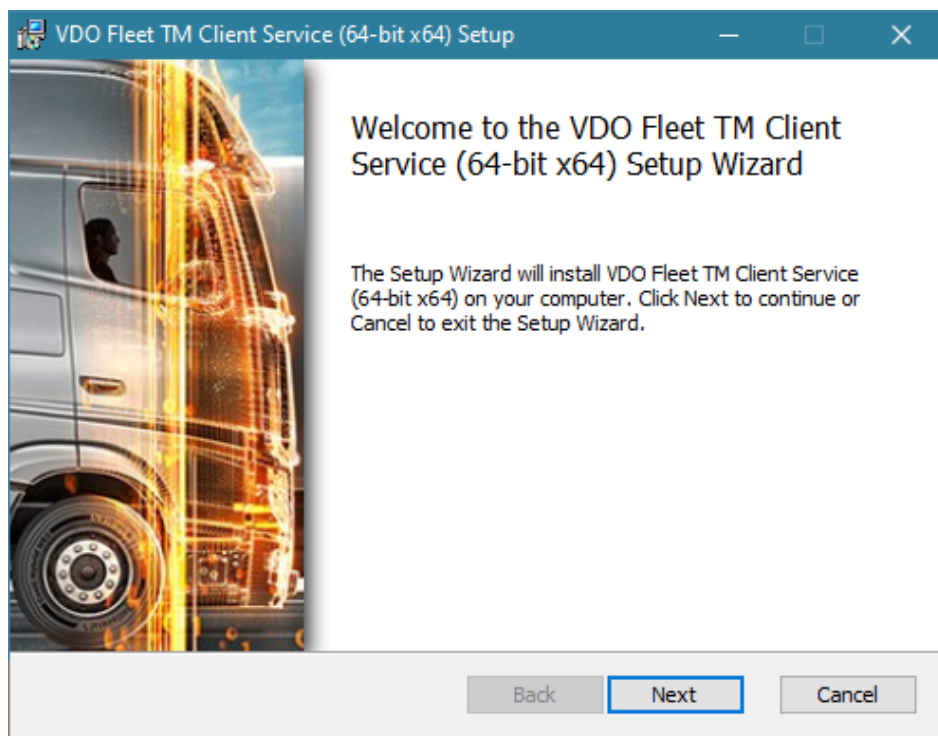 VDO Fleet TM Client Service (64-bit x64) Setup
Welcome to the VDO Fleet TM Client
Service (64-bit x64) Setup Wizard
The Setup Wizard will install VDO Fleet TM Client Service
(64-bit x64) on your computer. Click Next to continue or
Cancel to exit the Setup Wizard.
Back
Next
Cancel